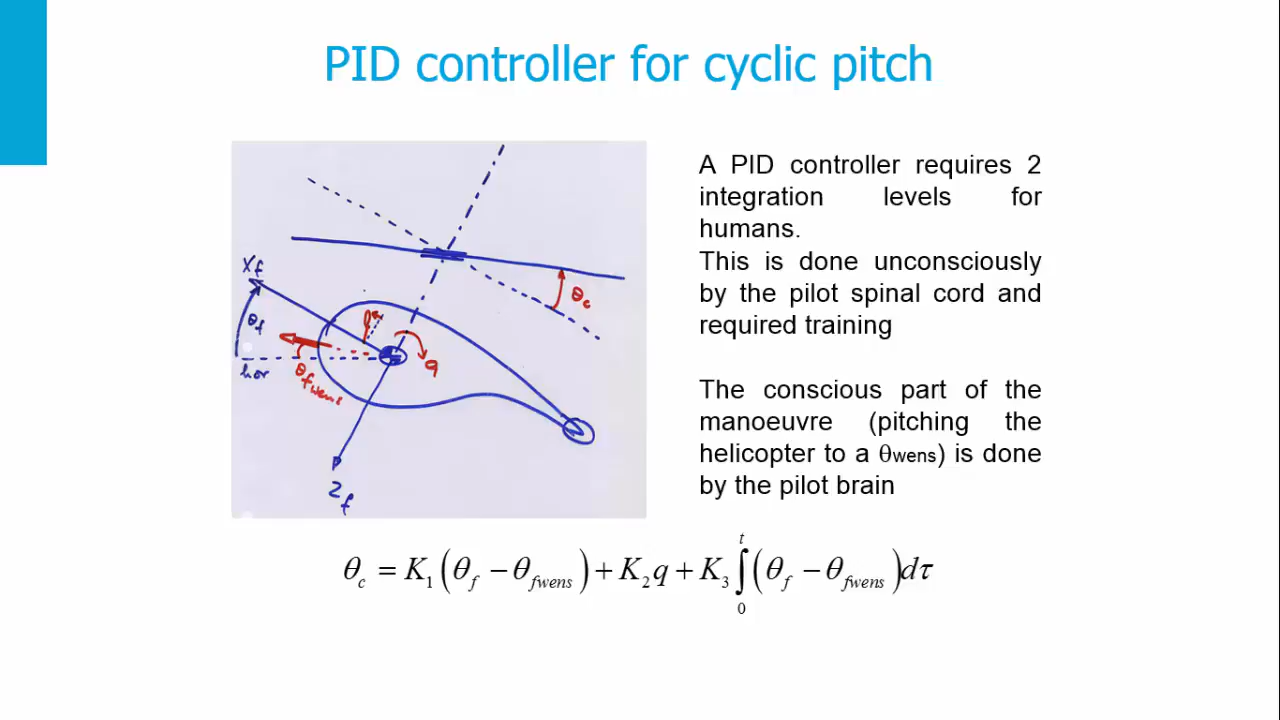 PID controller for cyclic pitch
A PID controller requires 2
integration levels for
humans.
This is done unconsciously
by the pilot spinal cord and
required training
The conscious part of the
manoeuvre (pitching the
helicopter to a θwens) is done
by the pilot brain
Xf
θf
hor
θfwens
q
θc
Zf
θc = K1(θf − θfwens) + K2q + K3∫0t(θf − θfwens)dτ